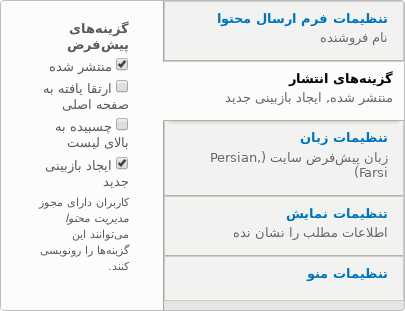 تنظیمات فرم ارسال محتوا
نام فروشنده
گزینه‌های انتشار
منتشر شده, ایجاد بازبینی جدید
تنظیمات زبان
زبان پیش‌فرض سایت (Persian,
Farsi)
تنظیمات نمایش
اطلاعات مطلب را نشان نده
تنظیمات منو
گزینه‌های
پیش‌فرض
منتشر شده
ارتقا یافته به
صفحه اصلی
چسبیده به
بالای لیست
ایجاد بازبینی
جدید
کاربران دارای مجوز
مدیریت محتوا
می‌توانند این
گزینه‌ها را رونویسی
کنند.